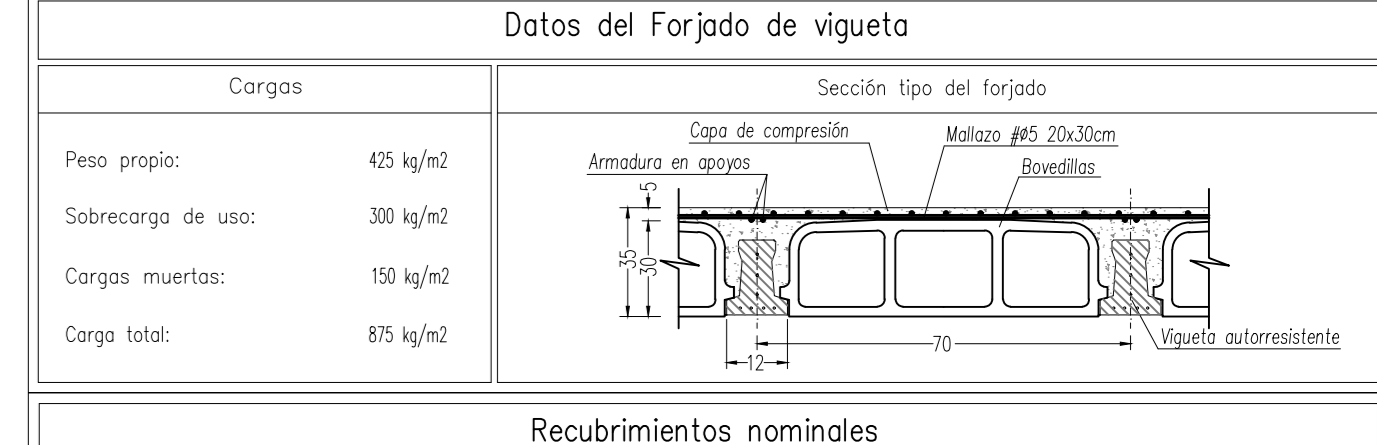 Datos del Forjado de vigueta
Cargas
Peso propio: 425 kg/m2
Sobrecarga de uso: 300 kg/m2
Cargas muertas: 150 kg/m2
Carga total: 875 kg/m2
Sección tipo del forjado
Capa de compresión
Mallazo #ø5 20x30cm
Armadura en apoyos
Bovedillas
5
35
30
70
12
Vigueta autorresistente
Recubrimientos nominales